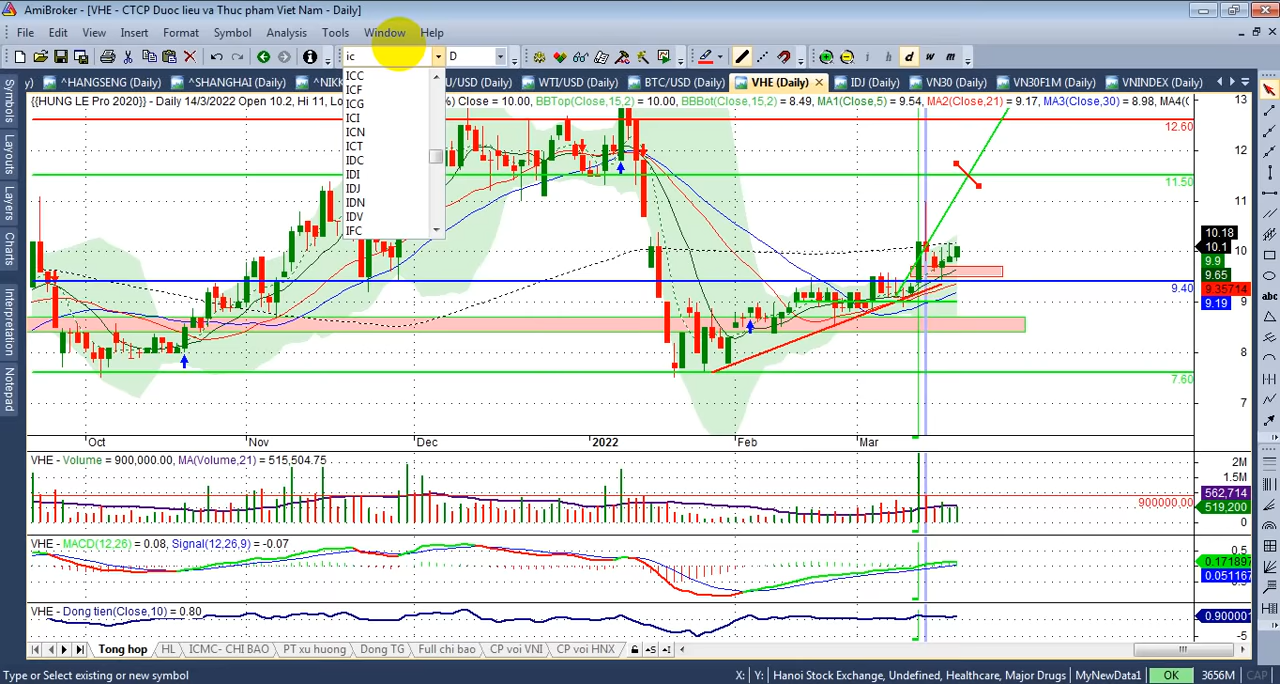 AmiBroker - [VHE - CTCP Duoc lieu va Thuc pham Viet Nam - Daily]
File Edit View Insert Format Symbol Analysis Tools Window Help
ic D i h d w m
^HANGSENG (Daily) ^SHANGHAI (Daily) U/USD (Daily) WTI/USD (Daily) BTC/USD (Daily) VHE (Daily) IDJ (Daily) VN30 (Daily) VN30F1M (Daily) VNINDEX (Daily)
{{HUNG LE Pro 2020}} - Daily 14/3/2022 Open 10.2, Hi 11, Lo
Close = 10.00, BBTop(Close,15,2) = 10.00, BBBot(Close,15,2) = 8.49, MA1(Close,5) = 9.54, MA2(Close,21) = 9.17, MA3(Close,30) = 8.98, MA4(
ICC
ICF
ICG
ICI
ICN
ICT
IDC
IDI
IDJ
IDN
IDV
IFC
Symbols
Layouts
Layers
Charts
Interpretation
Notepad
abc
13
12.60
12
11.50
11
10.18
10.1
10
9.9
9.65
9.35714
9.40
9.19
9
8
7.60
7
Oct Nov Dec 2022 Feb Mar
VHE - Volume = 900,000.00, MA(Volume,21) = 515,504.75
2M
1.5M
562,714
900000.00
519,200
0
VHE - MACD(12,26) = 0.08, Signal(12,26,9) = -0.07
0.5
0.171897
0.051167
VHE - Dong tien(Close,10) = 0.80
0.900001
-5
Tong hop HL ICMC- CHI BAO PT xu huong Dong TG Full chi bao CP voi VNI CP voi HNX
Type or Select existing or new symbol X: Y: Hanoi Stock Exchange, Undefined, Healthcare, Major Defined MyNewData1 OK 3656M CAP